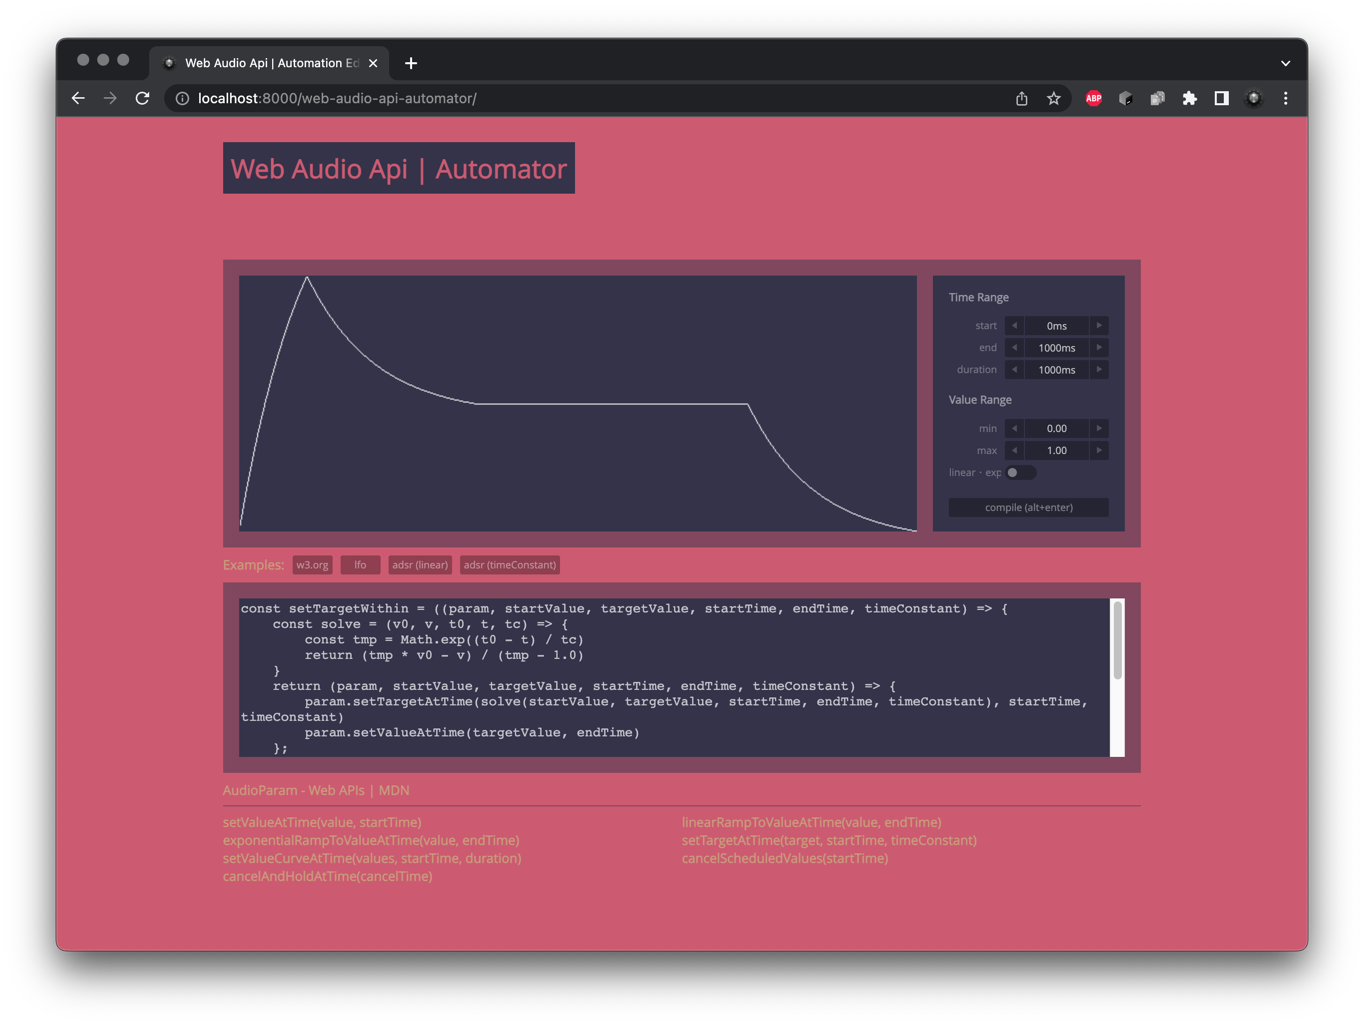 Web Audio Api | Automation Ed
localhost:8000/web-audio-api-automator/
ABP
Web Audio Api | Automator
Time Range
start 0ms
end 1000ms
duration 1000ms
Value Range
min 0.00
max 1.00
linear - exp
compile (alt+enter)
Examples: w3.org lfo adsr (linear) adsr (timeConstant)
const setTargetWithin = ((param, startValue, targetValue, startTime, endTime, timeConstant) => {
    const solve = (v0, v, t0, t, tc) => {
        const tmp = Math.exp((t0 - t) / tc)
        return (tmp * v0 - v) / (tmp - 1.0)
    }
    return (param, startValue, targetValue, startTime, endTime, timeConstant) => {
        param.setTargetAtTime(solve(startValue, targetValue, startTime, endTime, timeConstant), startTime,
timeConstant)
        param.setValueAtTime(targetValue, endTime)
    };
AudioParam - Web APIs | MDN
setValueAtTime(value, startTime)
linearRampToValueAtTime(value, endTime)
exponentialRampToValueAtTime(value, endTime)
setTargetAtTime(target, startTime, timeConstant)
setValueCurveAtTime(values, startTime, duration)
cancelScheduledValues(startTime)
cancelAndHoldAtTime(cancelTime)